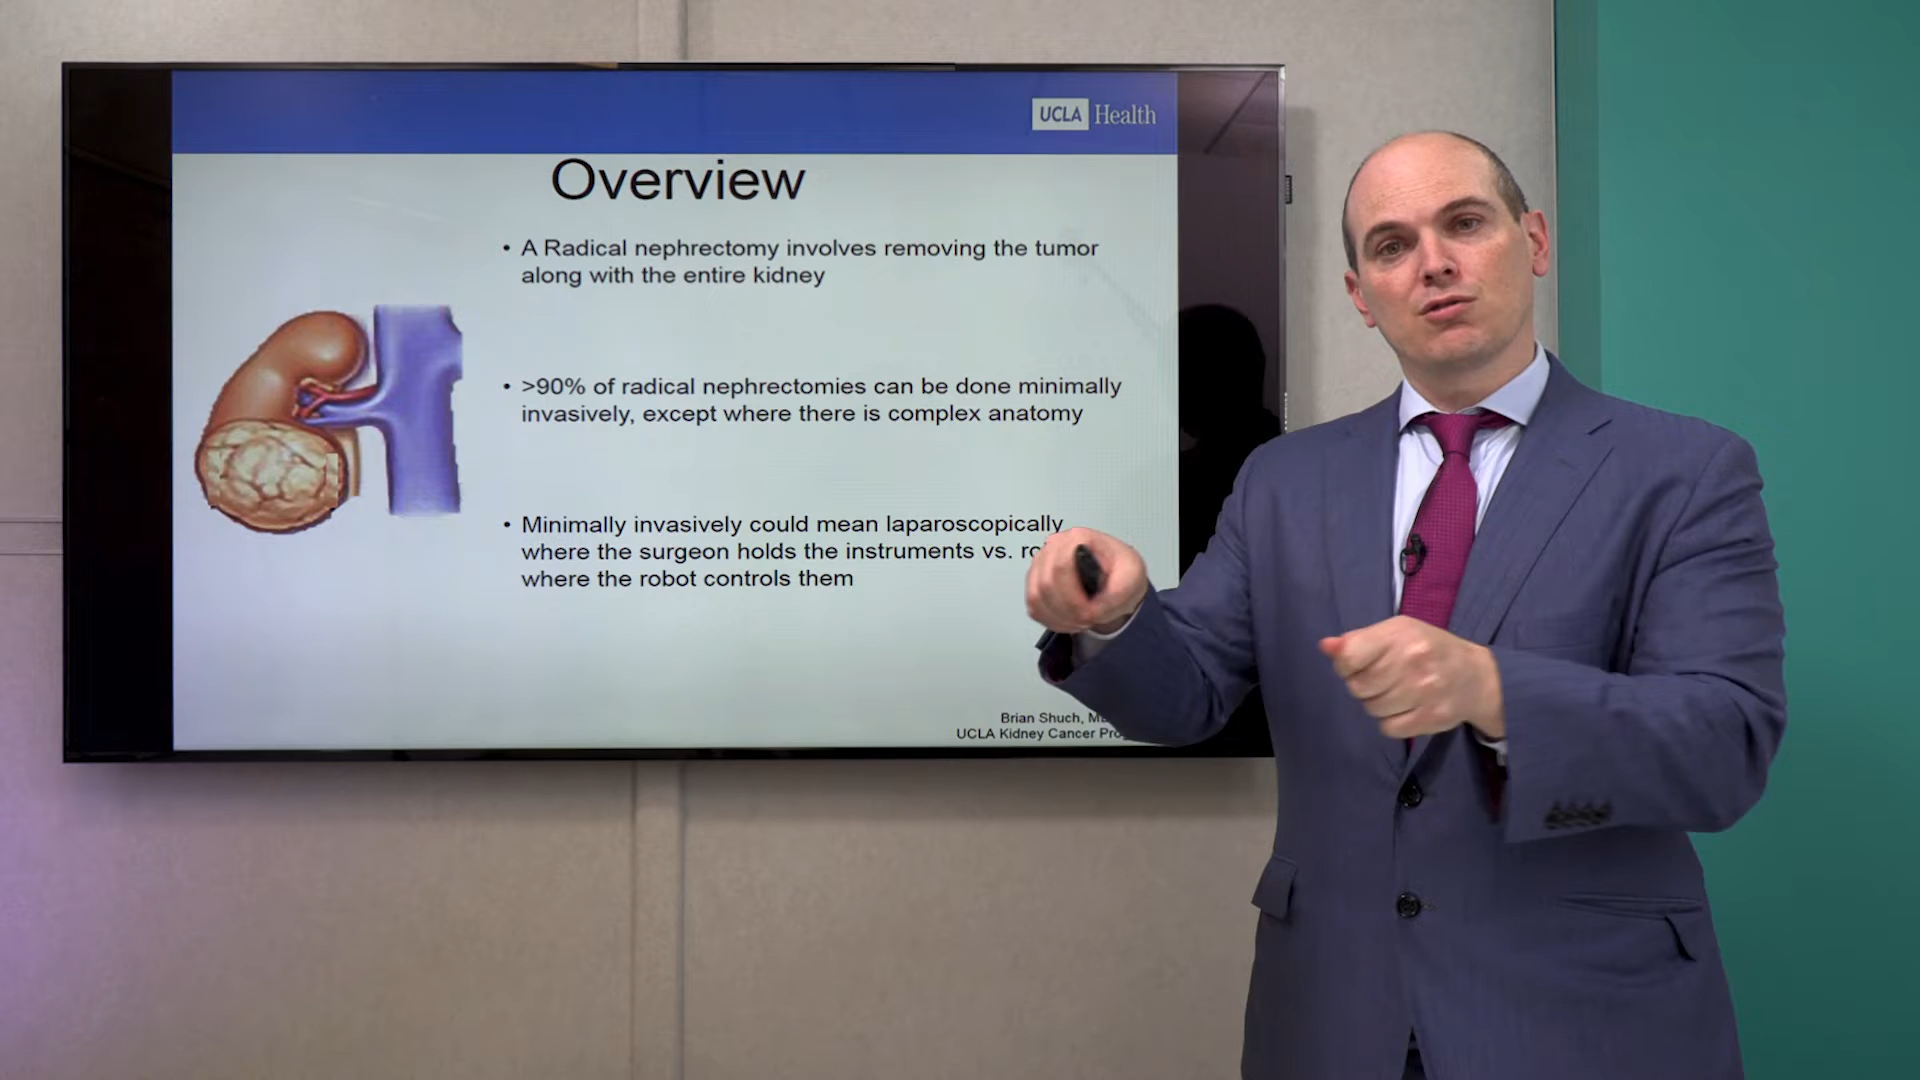 UCLA Health
Overview
• A Radical nephrectomy involves removing the tumor
along with the entire kidney
• >90% of radical nephrectomies can be done minimally
invasively, except where there is complex anatomy
• Minimally invasively could mean laparoscopically
where the surgeon holds the instruments vs.
where the robot controls them
Brian Shuch,
UCLA Kidney Cancer